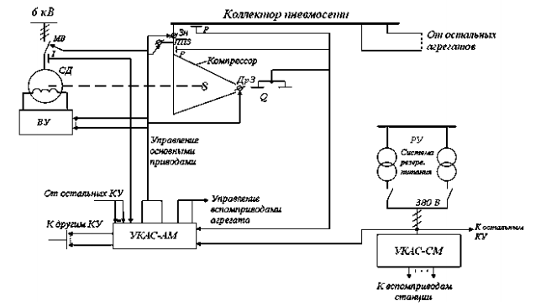 6 кВ
Коллектор пневмосети
МВ
I
Зн
ППЗ
P
P
От остальных
агрегатов
СД
Компрессор
S
ДрЗ
Q
ВУ
Управление
основными
приводами
РУ
Система
резерв.
питания
380 В
От остальных КУ
Управление
вспомприводами
агрегата
К другим КУ
УКАС-АМ
К остальным
КУ
УКАС-СМ
К вспомприводам
станции